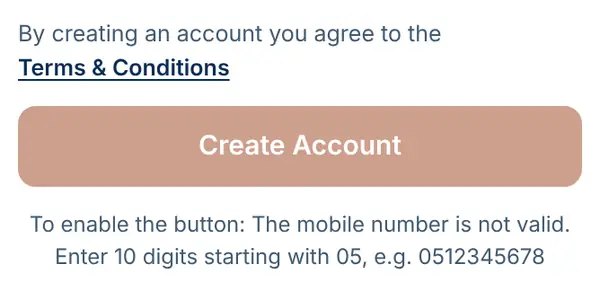 By creating an account you agree to the
Terms & Conditions
Create Account
To enable the button: The mobile number is not valid.
Enter 10 digits starting with 05, e.g. 0512345678